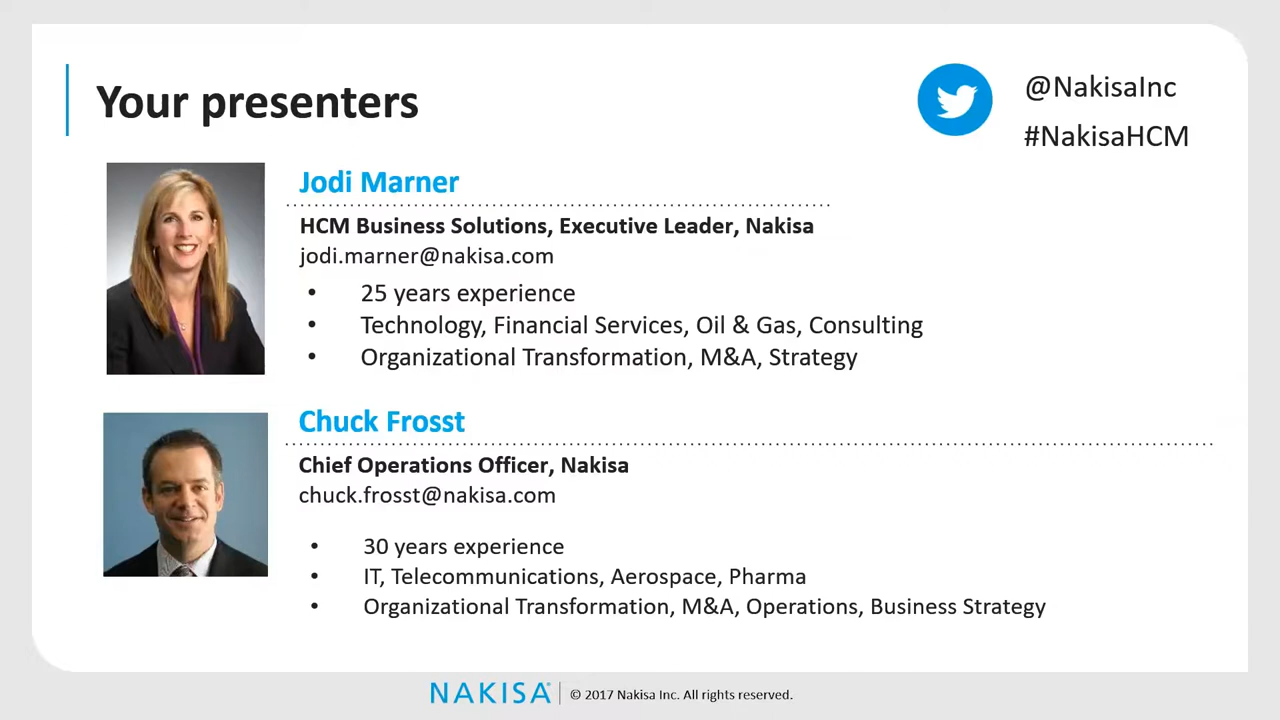 Your presenters
@NakisaInc
#NakisaHCM
Jodi Marner
HCM Business Solutions, Executive Leader, Nakisa
jodi.marner@nakisa.com
• 25 years experience
• Technology, Financial Services, Oil & Gas, Consulting
• Organizational Transformation, M&A, Strategy
Chuck Frosst
Chief Operations Officer, Nakisa
chuck.frosst@nakisa.com
• 30 years experience
• IT, Telecommunications, Aerospace, Pharma
• Organizational Transformation, M&A, Operations, Business Strategy
NAKISA® © 2017 Nakisa Inc. All rights reserved.